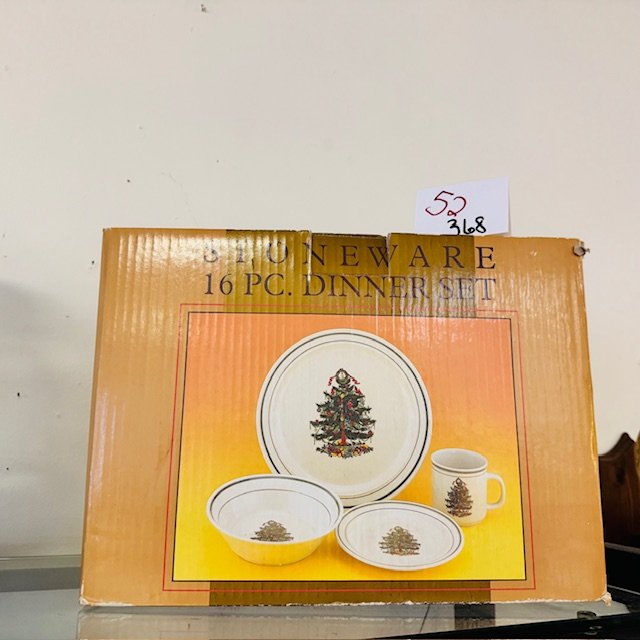 52
368
STONEWARE
16 PC. DINNER SET